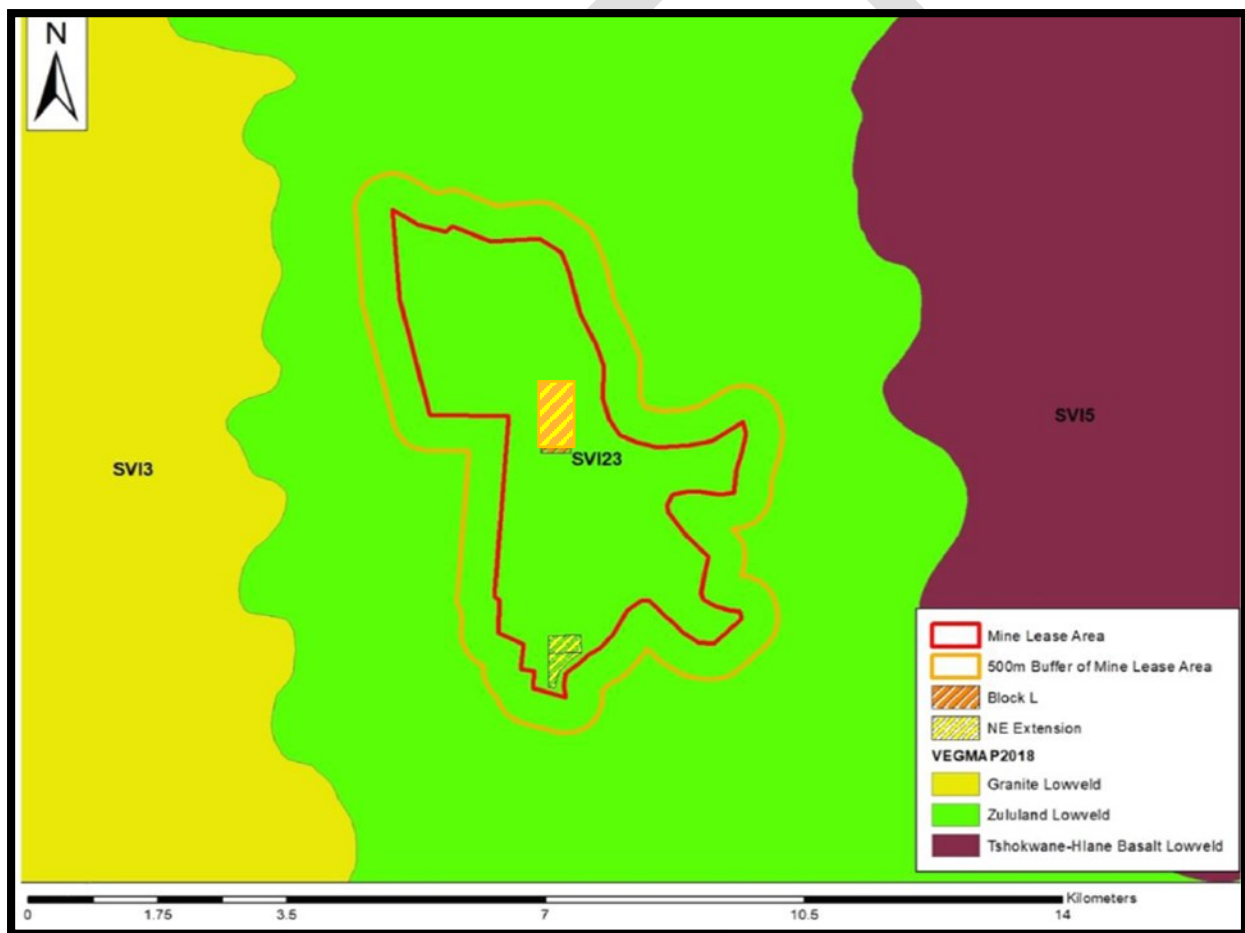 N
SVI3
SVI23
SVI5
Mine Lease Area
500m Buffer of Mine Lease Area
Block L
NE Extension
VEGMAP2018
Granite Lowveld
Zululand Lowveld
Tshokwane-Hlane Basalt Lowveld
0 1.75 3.5 7 10.5 14 Kilometers